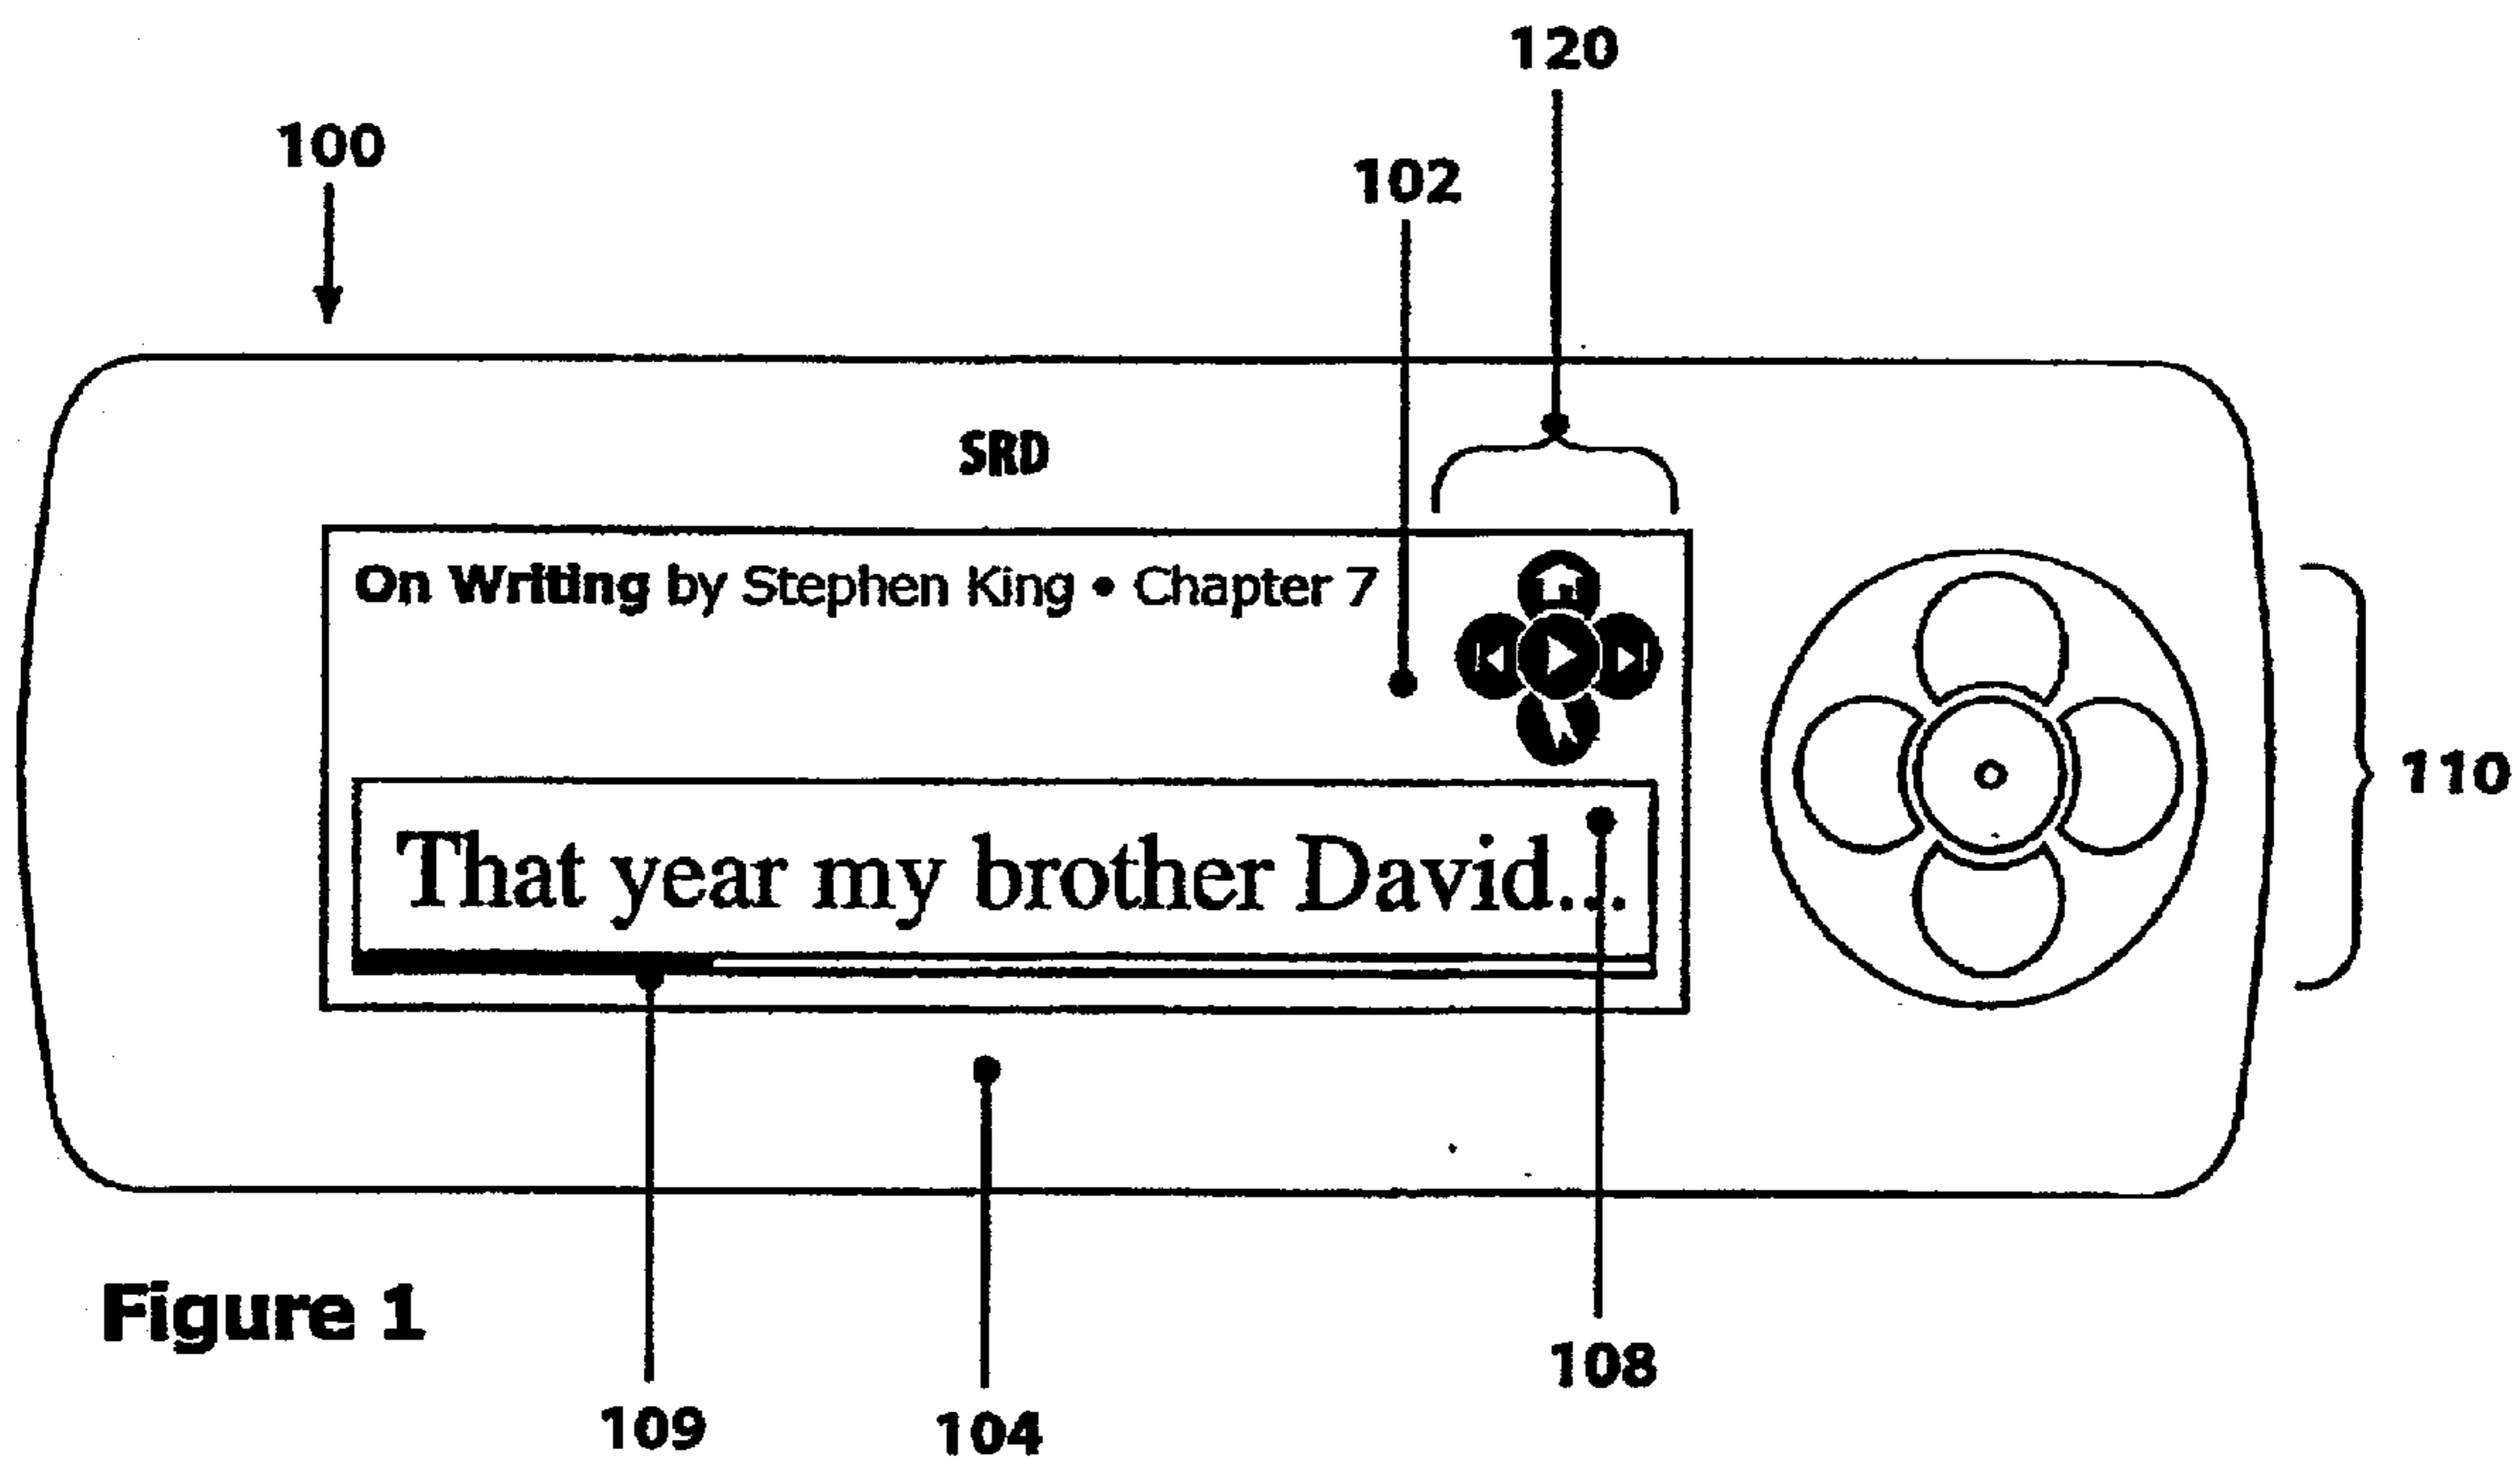 120
100
102
SRD
On Writing by Stephen King • Chapter 7
110
That year my brother David...
Figure 1
108
109
104